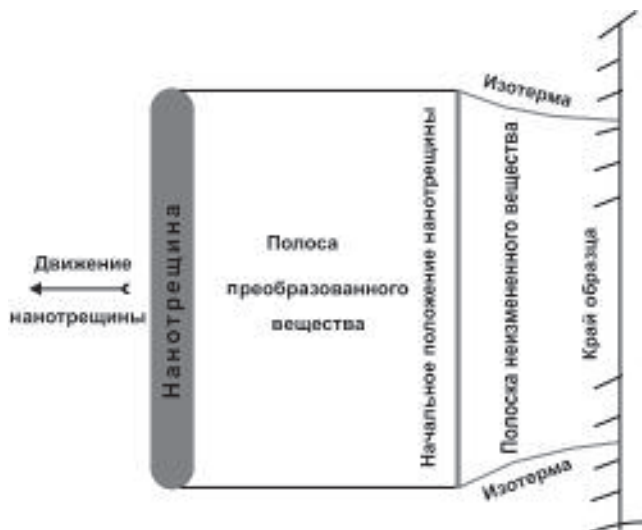 Изотерма
Движение
нанотрещины
Нанотрещина
Полоса
преобразованного
вещества
Начальное положение нанотрещины
Полоска неизмененного вещества
Край образца
Изотерма